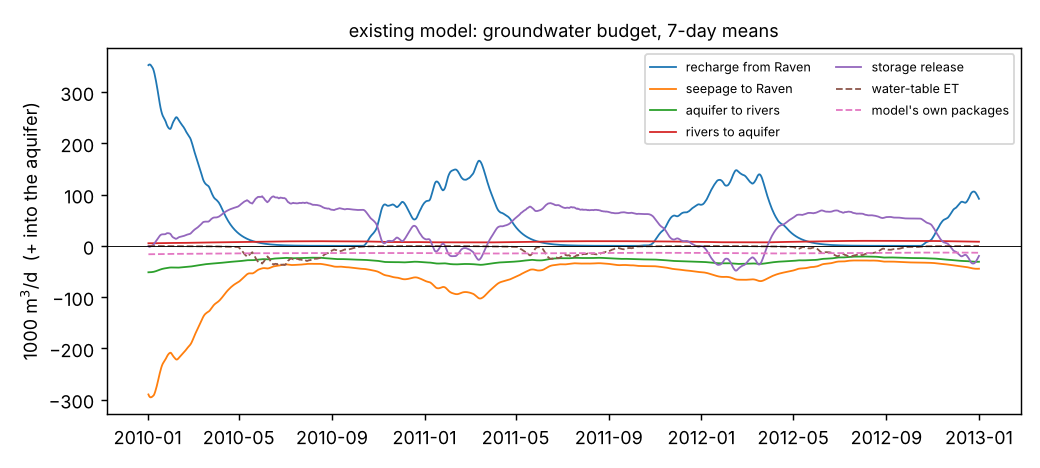 existing model: groundwater budget, 7-day means
1000 m³/d (+ into the aquifer)
300
200
100
0
−100
−200
−300
recharge from Raven
seepage to Raven
aquifer to rivers
rivers to aquifer
storage release
water-table ET
model's own packages
2010-01 2010-05 2010-09 2011-01 2011-05 2011-09 2012-01 2012-05 2012-09 2013-01